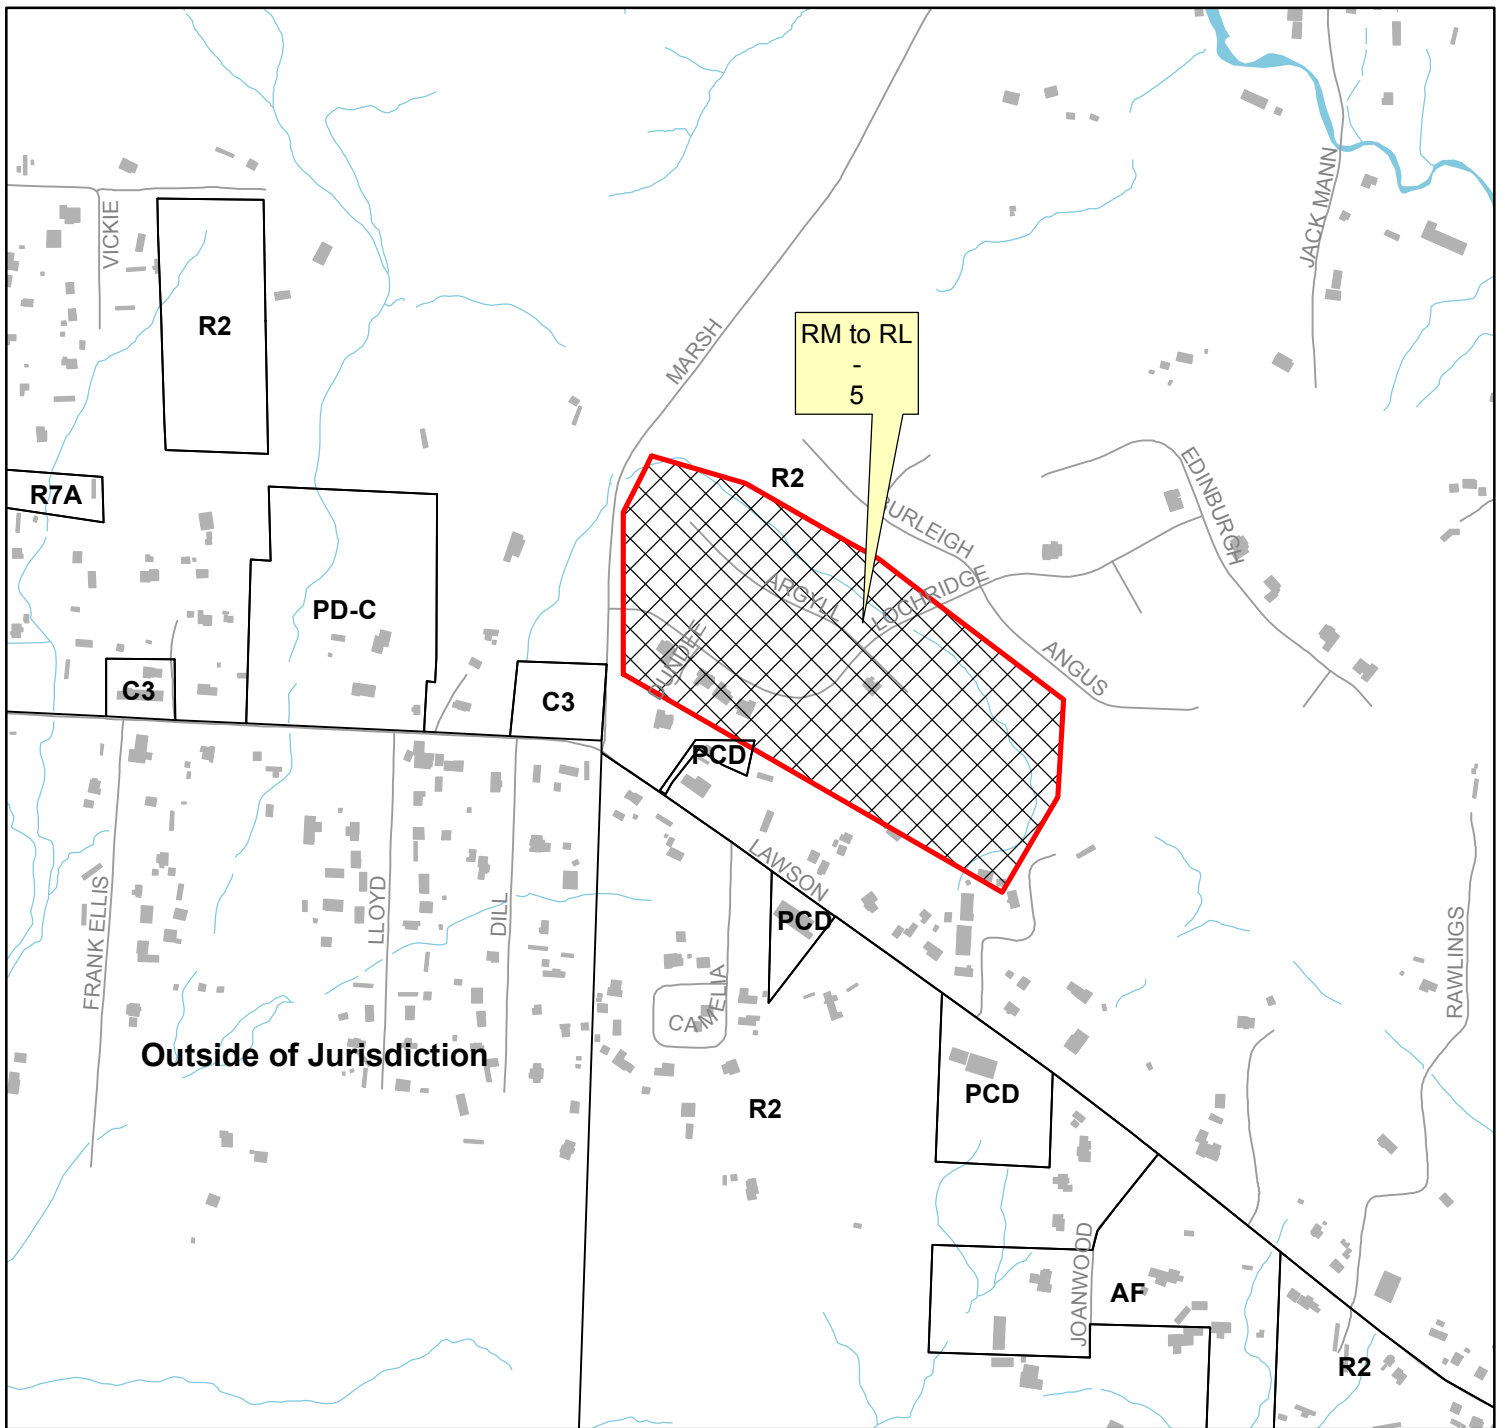 JACK MANN
VICKIE
R2
MARSH
RM to RL
-
5
R2
R7A
EDINBURGH
BURLEIGH
PD-C
ARGYLL
LOCHRIDGE
DUNDEE
ANGUS
C3
C3
PCD
LAWSON
FRANK ELLIS
LLOYD
DILL
PCD
RAWLINGS
CAMELIA
Outside of Jurisdiction
R2
PCD
JOANWOOD
AF
R2